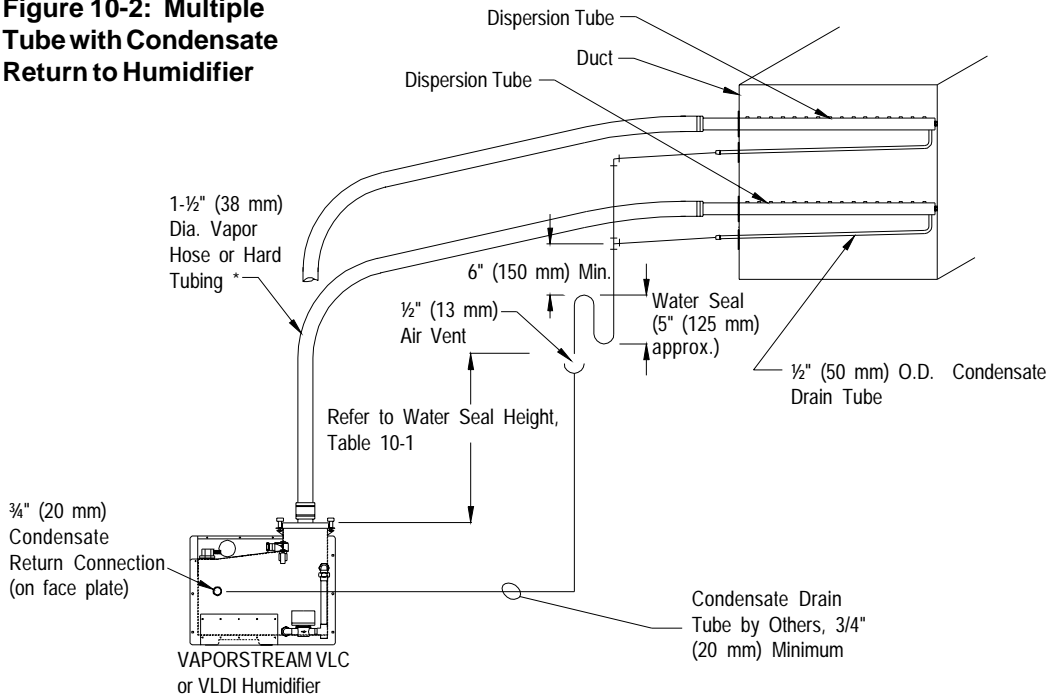 Figure 10-2: Multiple
Tube with Condensate
Return to Humidifier
Dispersion Tube
Duct
Dispersion Tube
1-½" (38 mm)
Dia. Vapor
Hose or Hard
Tubing *
6" (150 mm) Min.
½" (13 mm)
Air Vent
Water Seal
(5" (125 mm)
approx.)
½" (50 mm) O.D. Condensate
Drain Tube
Refer to Water Seal Height,
Table 10-1
¾" (20 mm)
Condensate
Return Connection
(on face plate)
Condensate Drain
Tube by Others, 3/4"
(20 mm) Minimum
VAPORSTREAM VLC
or VLDI Humidifier